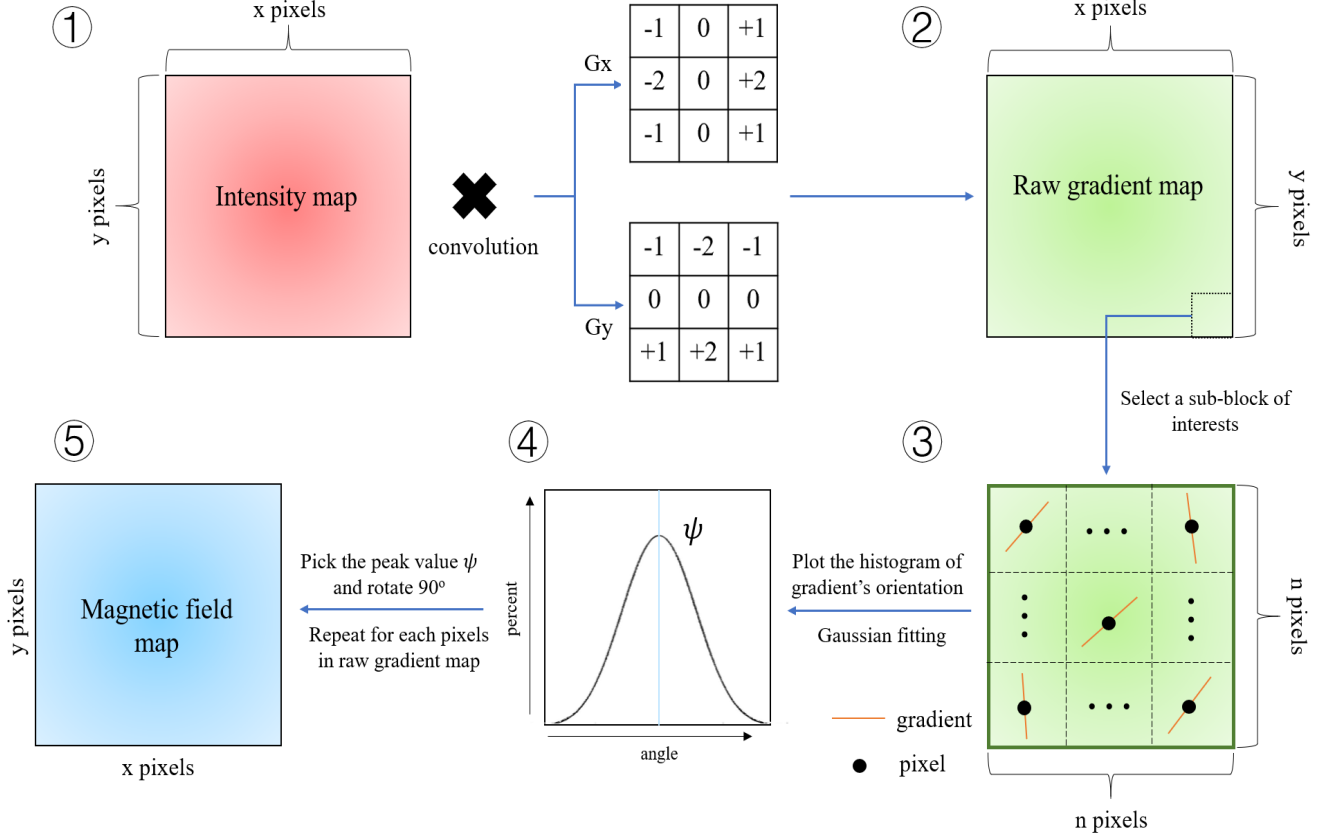 ①
x pixels
y pixels
Intensity map
convolution
Gx
-1 0 +1
-2 0 +2
-1 0 +1
Gy
-1 -2 -1
0 0 0
+1 +2 +1
②
x pixels
Raw gradient map
y pixels
Select a sub-block of
interests
③
n pixels
n pixels
gradient
pixel
Plot the histogram of
gradient's orientation
Gaussian fitting
④
ψ
percent
angle
Pick the peak value ψ
and rotate 90º
Repeat for each pixels
in raw gradient map
⑤
y pixels
Magnetic field
map
x pixels